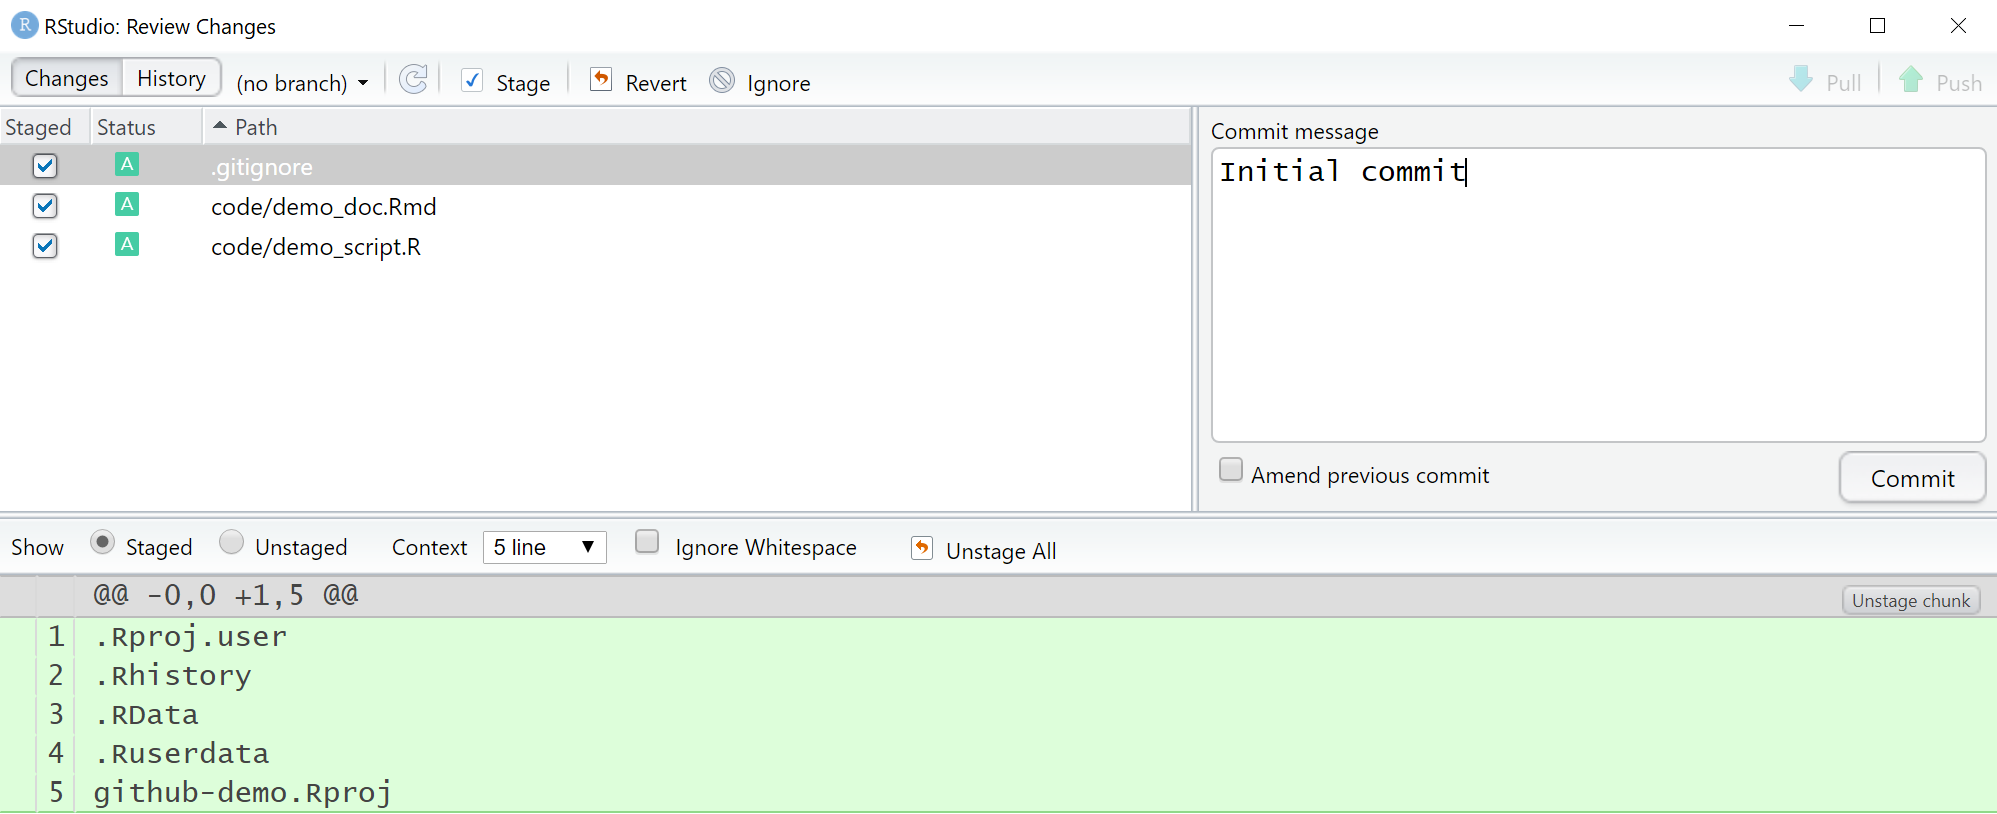 R RStudio: Review Changes
Changes History (no branch) Stage Revert Ignore Pull Push
Staged Status Path
A .gitignore
A code/demo_doc.Rmd
A code/demo_script.R
Commit message
Initial commit
Amend previous commit Commit
Show Staged Unstaged Context 5 line Ignore Whitespace Unstage All
@@ -0,0 +1,5 @@ Unstage chunk
1 .Rproj.user
2 .Rhistory
3 .RData
4 .Ruserdata
5 github-demo.Rproj